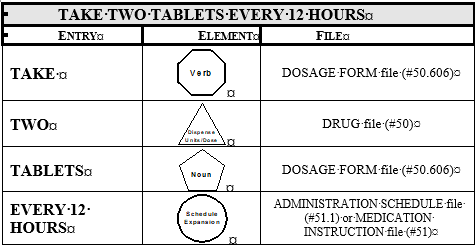 TAKE·TWO·TABLETS·EVERY·12·HOURS¤
ENTRY¤ ELEMENT¤ FILE¤
TAKE·¤ Verb ¤ DOSAGE·FORM·file·(#50.606)¤
TWO¤ Dispense Units/Dose ¤ DRUG·file·(#50)¤
TABLETS¤ Noun ¤ DOSAGE·FORM·file·(#50.606)¤
EVERY·12· Schedule ADMINISTRATION·SCHEDULE·file·
HOURS¤ Expansion ¤ (#51.1)·or·MEDICATION·
INSTRUCTION·file·(#51)¤